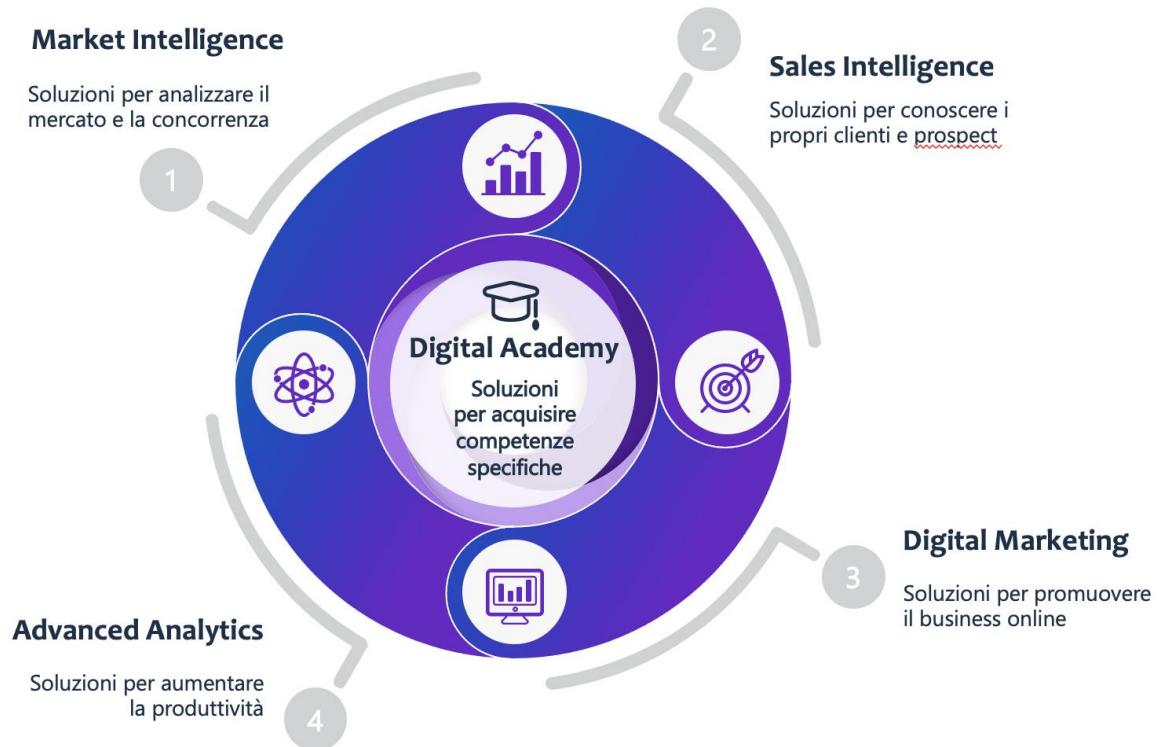 Market Intelligence
Soluzioni per analizzare il
mercato e la concorrenza
1
2
Sales Intelligence
Soluzioni per conoscere i
propri clienti e prospect
Digital Academy
Soluzioni
per acquisire
competenze
specifiche
3
Digital Marketing
Soluzioni per promuovere
il business online
Advanced Analytics
Soluzioni per aumentare
la produttività
4